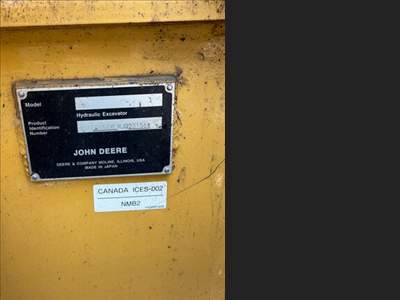 Model
Hydraulic Excavator
Product
Identification
Number
JOHN DEERE
DEERE & COMPANY MOLINE, ILLINOIS, USA
MADE IN JAPAN
CANADA ICES-002
NMB2